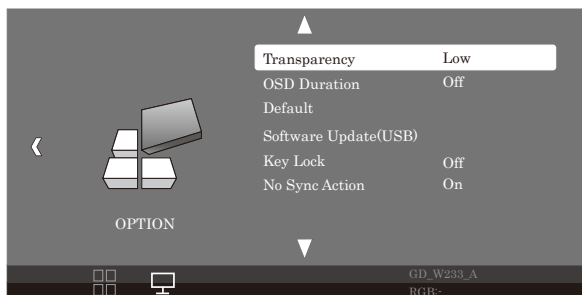 Transparency Low
OSD Duration Off
Default
Software Update(USB)
Key Lock Off
No Sync Action On
OPTION
GD_W233_A
RGB:-